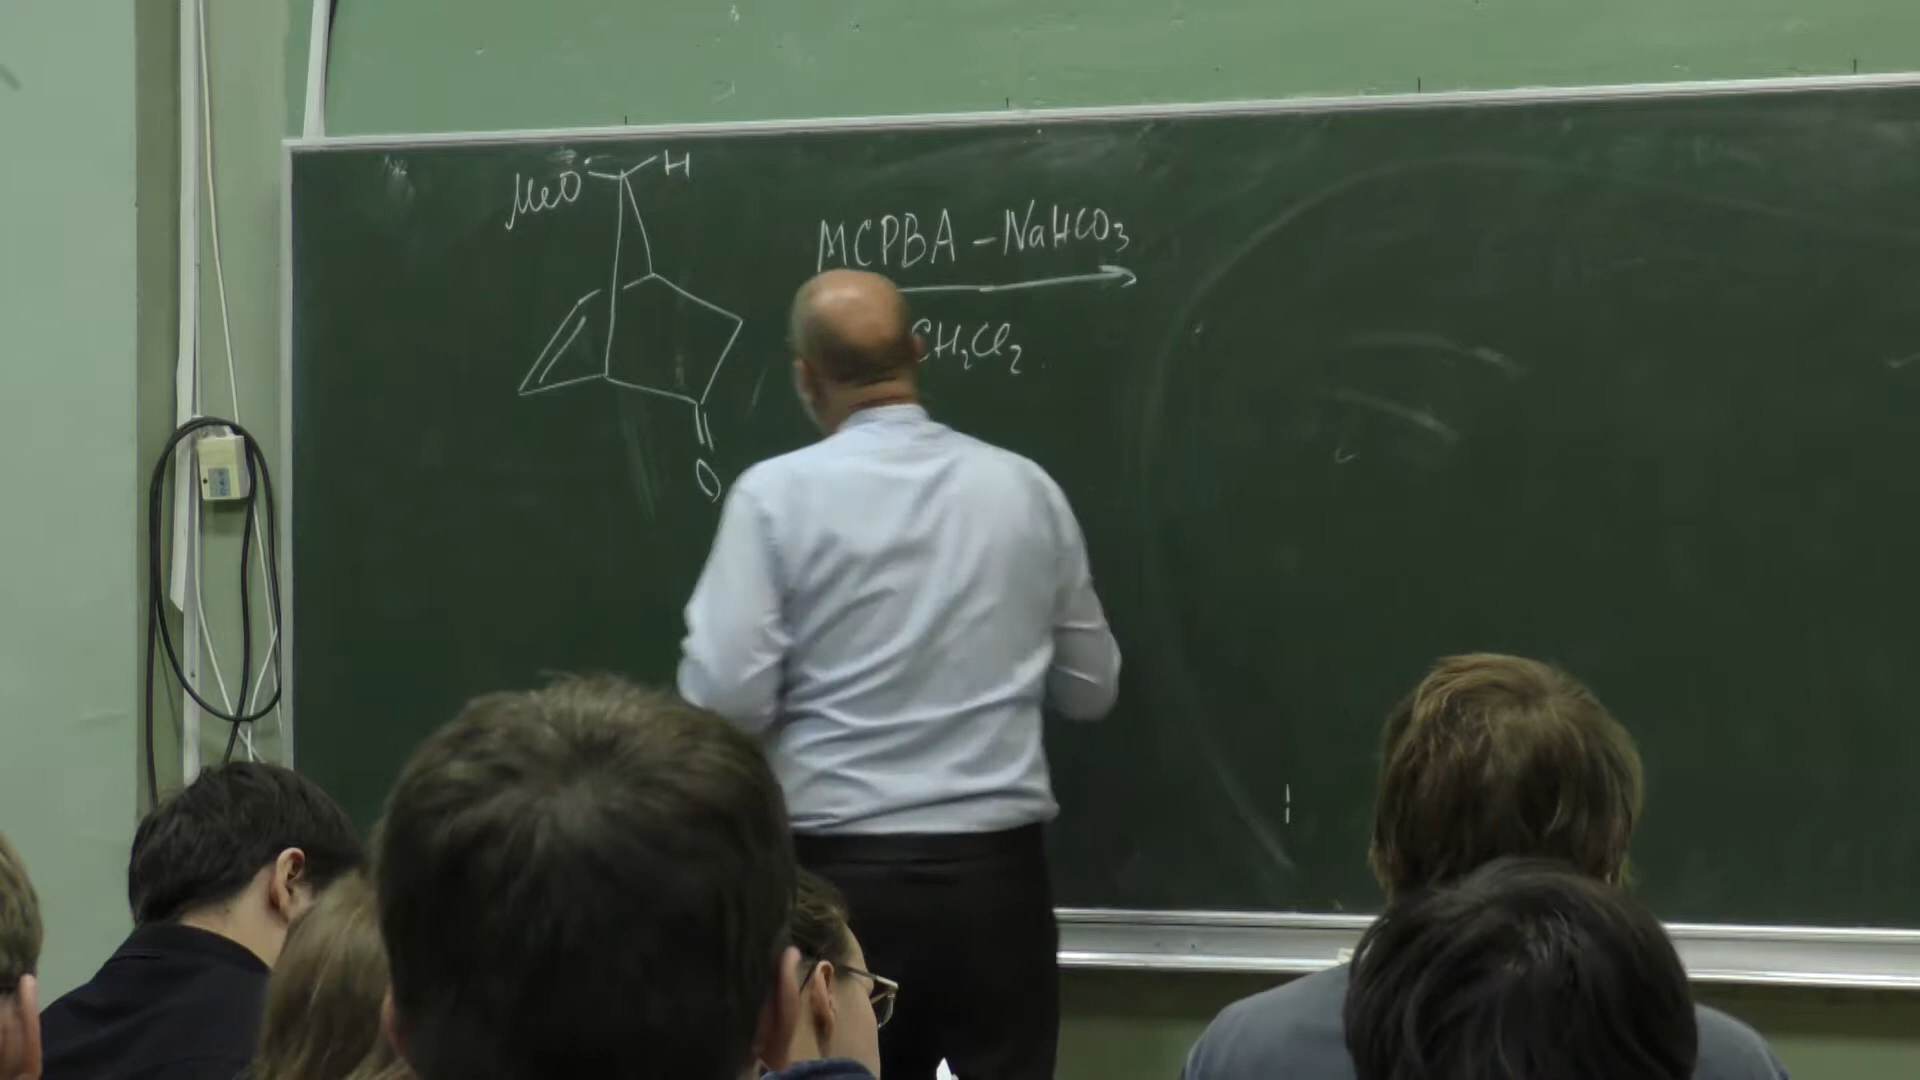 MeO H
MCPBA - NaHCO₃
CH₂Cl₂
O